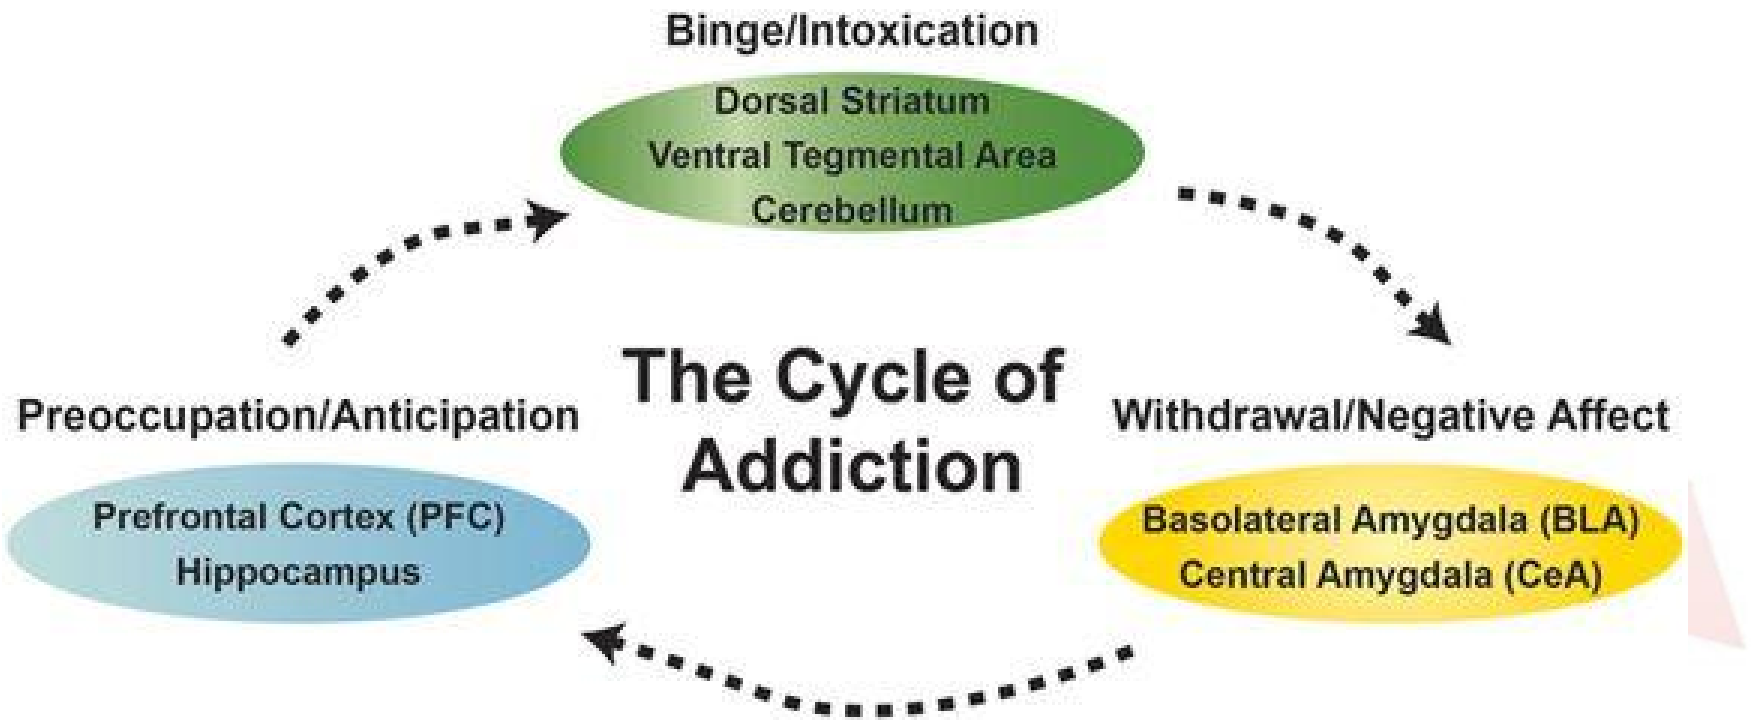 Binge/Intoxication
Dorsal Striatum
Ventral Tegmental Area
Cerebellum
The Cycle of
Addiction
Preoccupation/Anticipation
Prefrontal Cortex (PFC)
Hippocampus
Withdrawal/Negative Affect
Basolateral Amygdala (BLA)
Central Amygdala (CeA)